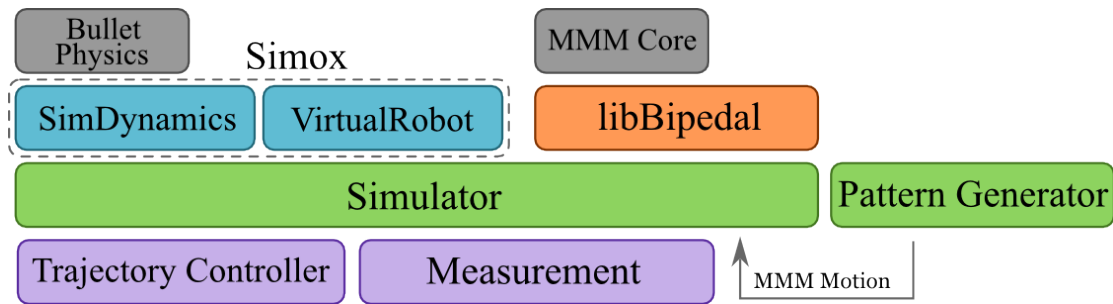 Bullet
Physics
Simox
MMM Core
SimDynamics
VirtualRobot
libBipedal
Simulator
Pattern Generator
Trajectory Controller
Measurement
MMM Motion